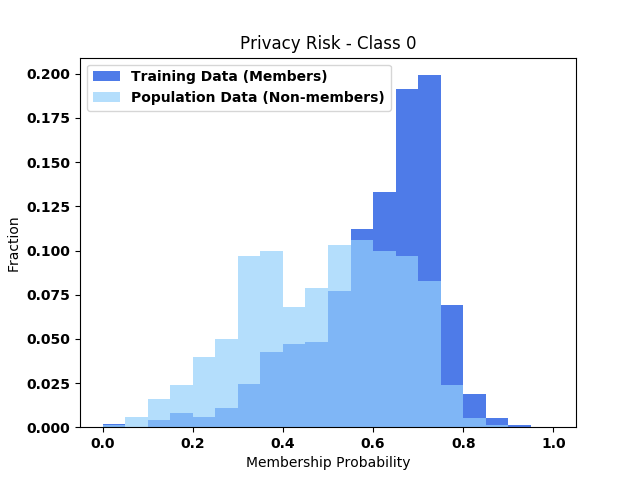 Privacy Risk - Class 0
Training Data (Members)
Population Data (Non-members)
0.200
0.175
0.150
0.125
0.100
0.075
0.050
0.025
0.000
Fraction
0.0 0.2 0.4 0.6 0.8 1.0
Membership Probability